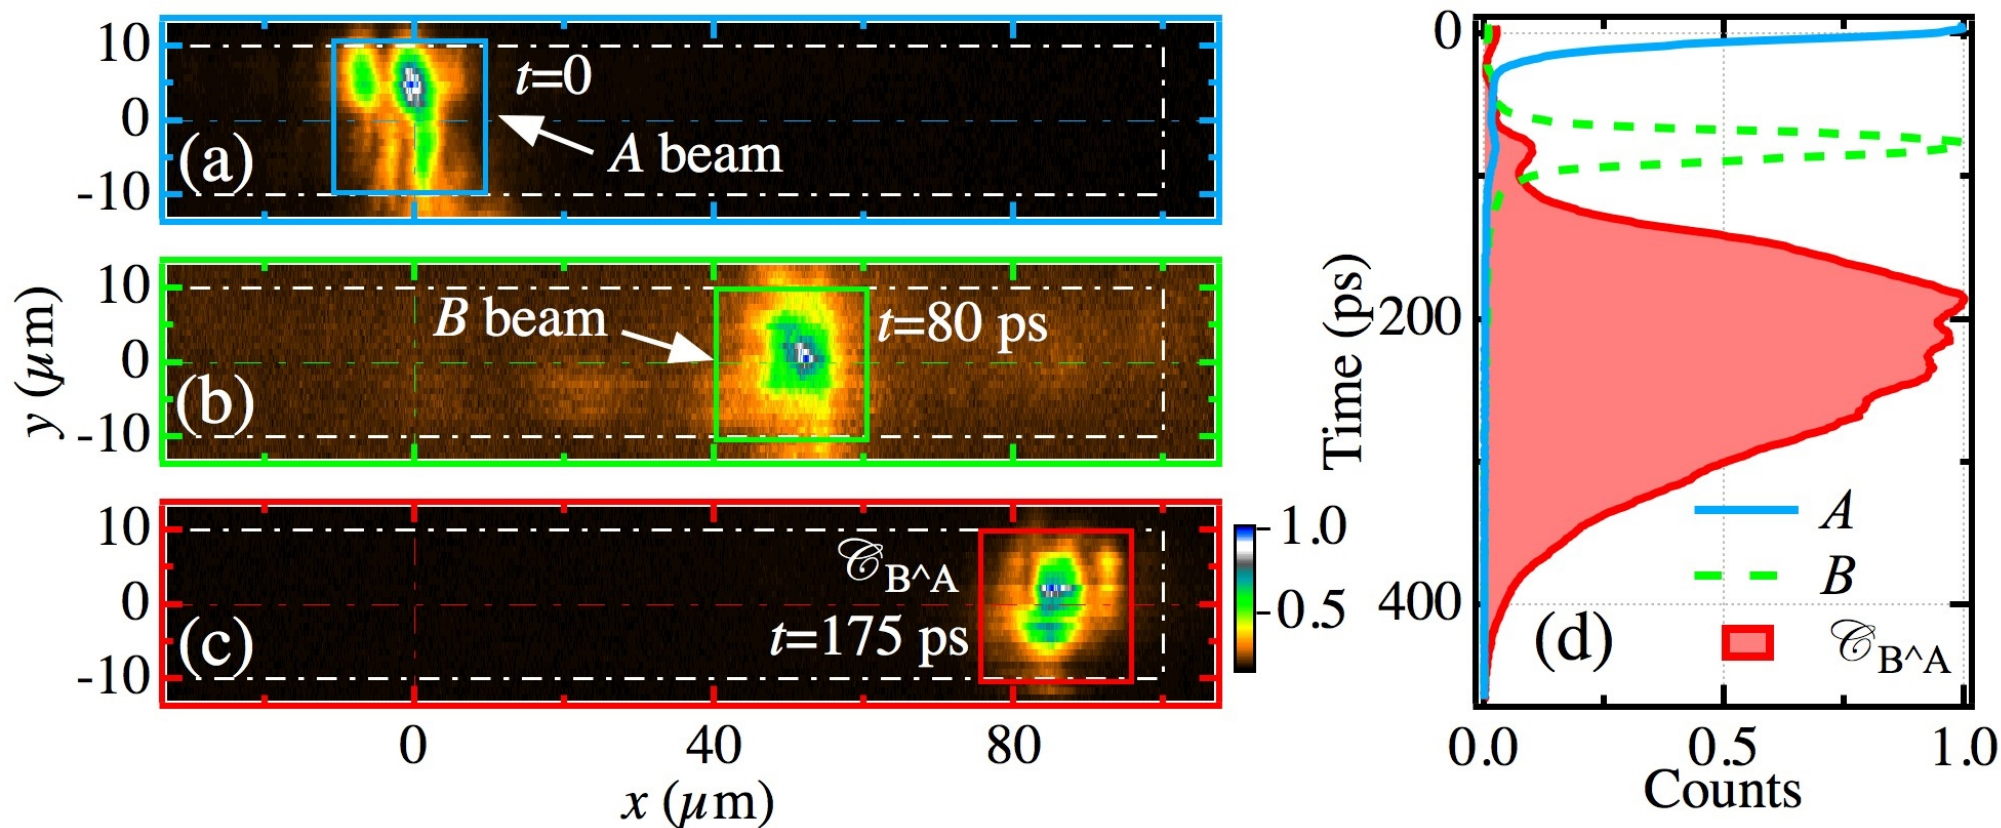 10
0
-10
(a)
t=0
A beam
10
0
-10
y (μm)
(b)
B beam
t=80 ps
10
0
-10
(c)
𝒞B^A
t=175 ps
1.0
0.5
0 40 80
x (μm)
0
200
400
Time (ps)
A
B
𝒞B^A
(d)
0.0 0.5 1.0
Counts